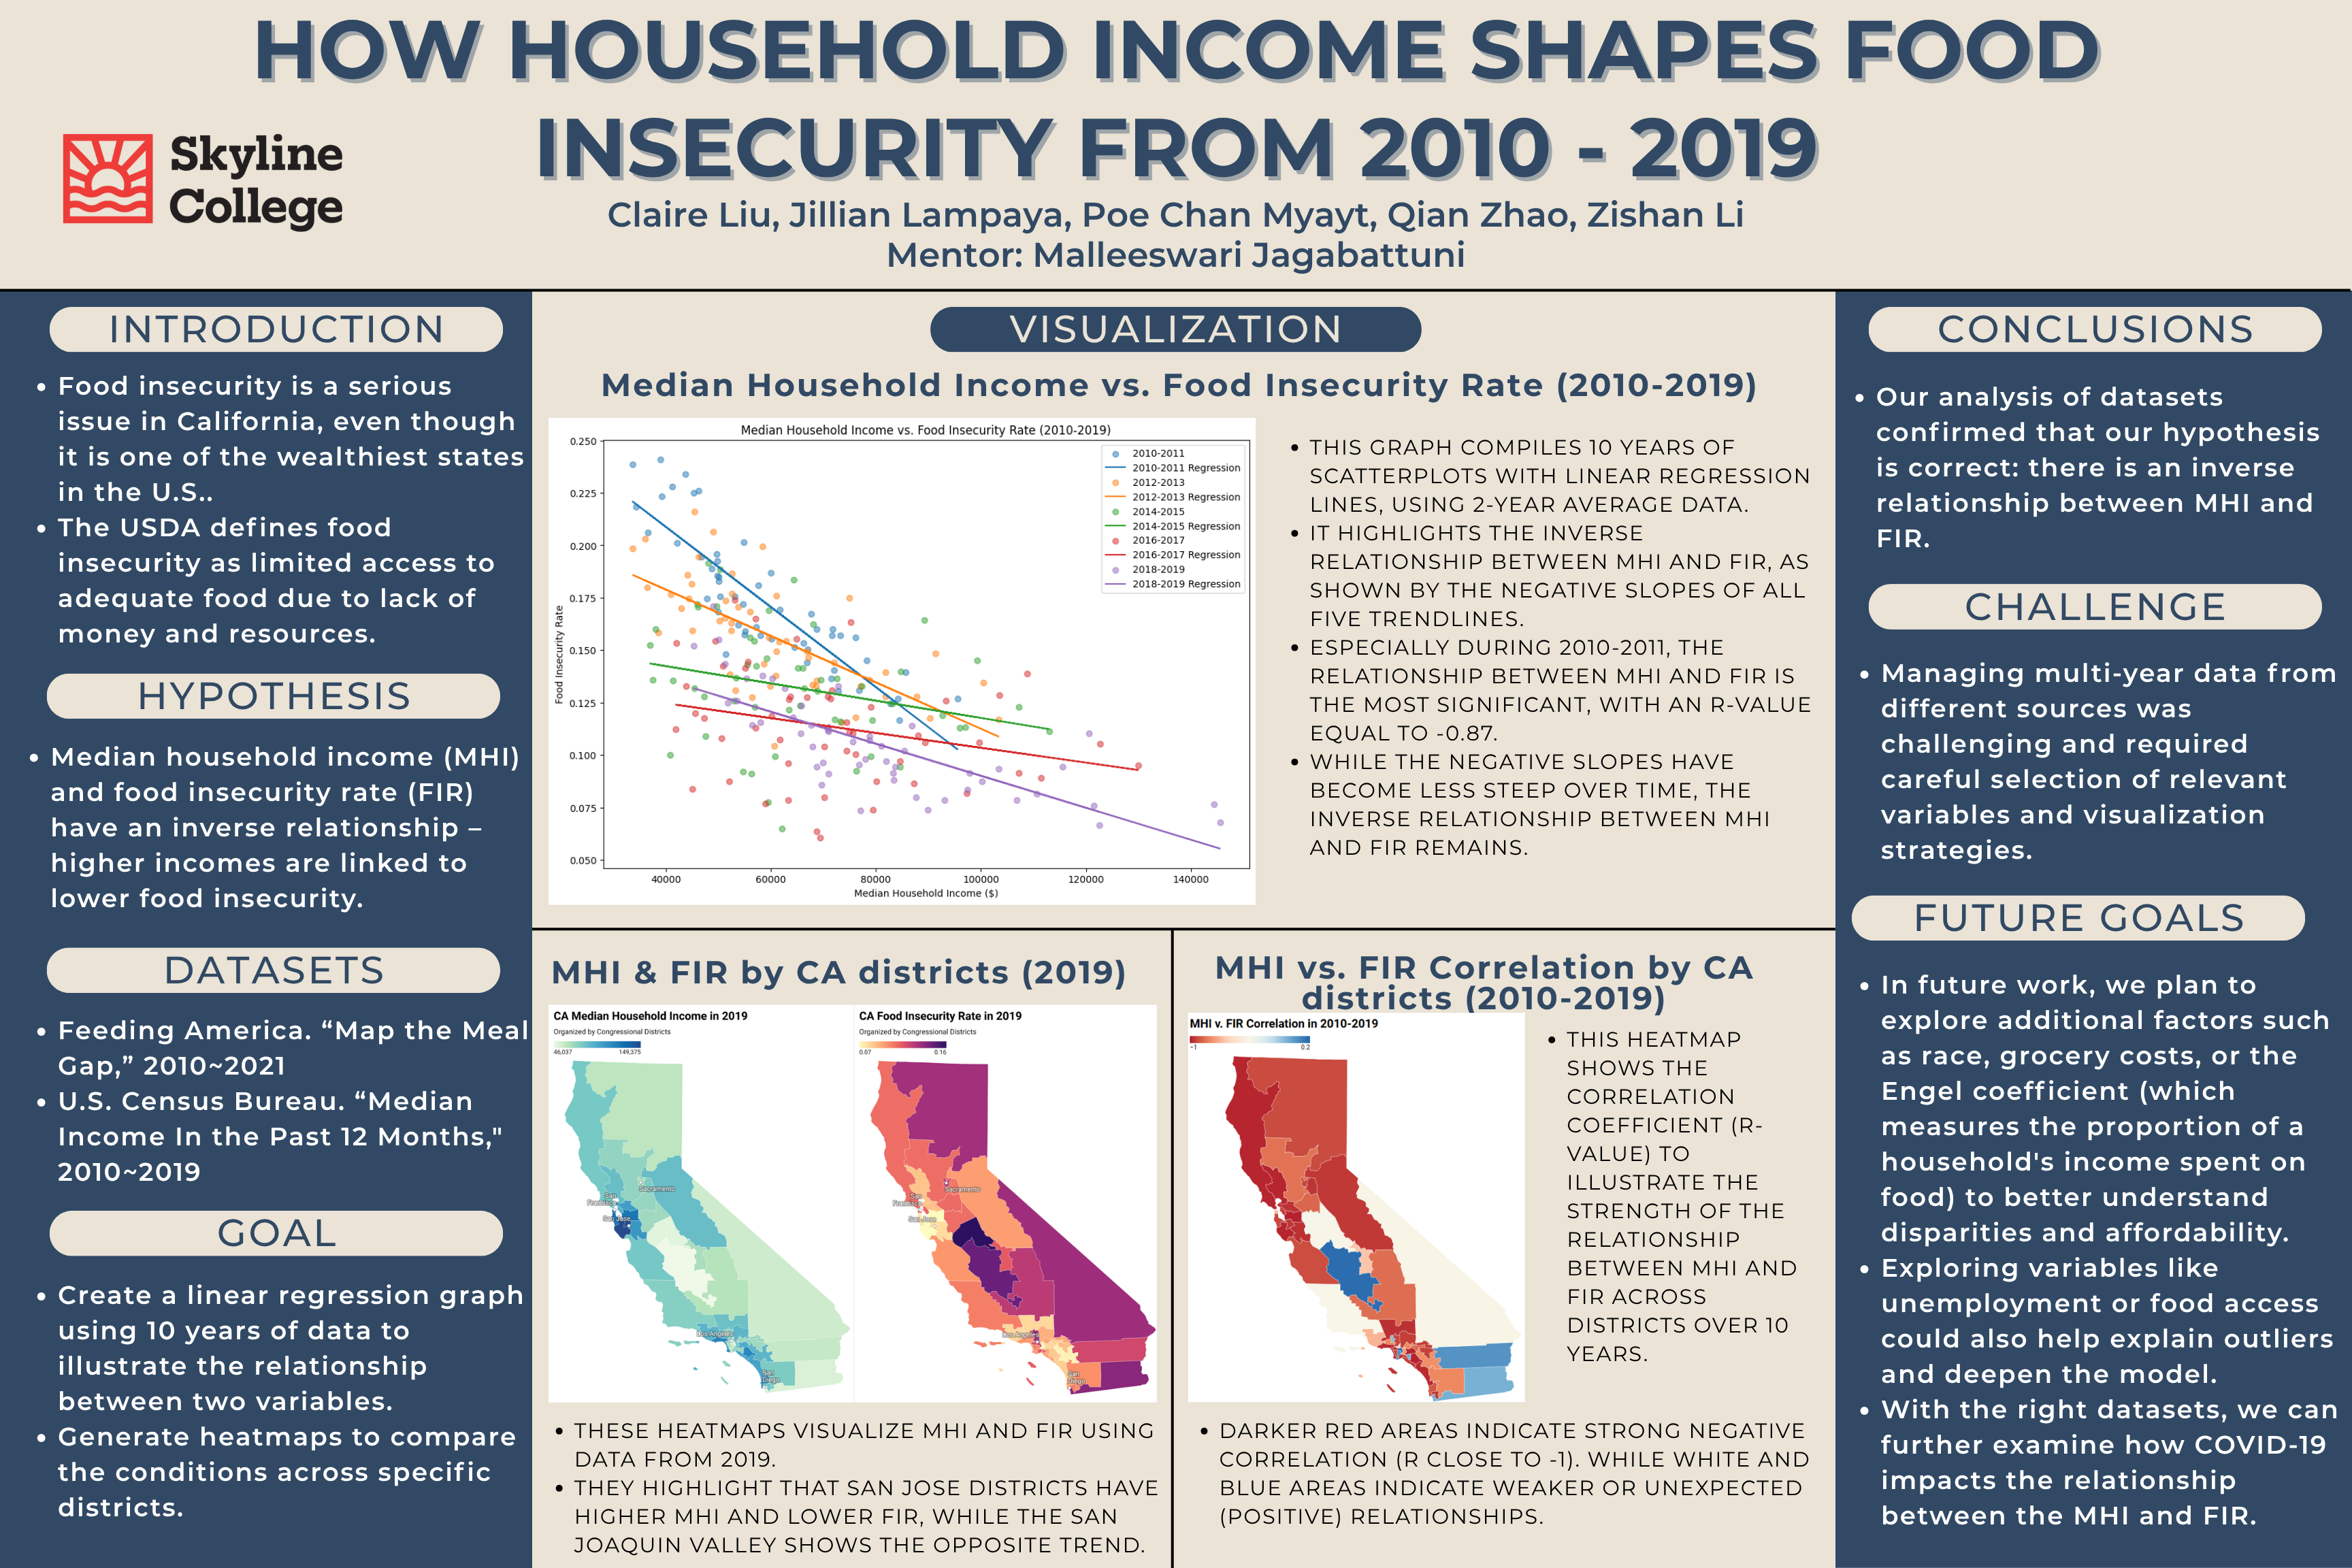 HOW HOUSEHOLD INCOME SHAPES FOOD
INSECURITY FROM 2010 - 2019
Skyline
College
Claire Liu, Jillian Lampaya, Poe Chan Myayt, Qian Zhao, Zishan Li
Mentor: Malleeswari Jagabattuni
INTRODUCTION
• Food insecurity is a serious
issue in California, even though
it is one of the wealthiest states
in the U.S..
• The USDA defines food
insecurity as limited access to
adequate food due to lack of
money and resources.
HYPOTHESIS
• Median household income (MHI)
and food insecurity rate (FIR)
have an inverse relationship –
higher incomes are linked to
lower food insecurity.
DATASETS
• Feeding America. “Map the Meal
Gap,” 2010~2021
• U.S. Census Bureau. “Median
Income In the Past 12 Months,"
2010~2019
GOAL
• Create a linear regression graph
using 10 years of data to
illustrate the relationship
between two variables.
• Generate heatmaps to compare
the conditions across specific
districts.
VISUALIZATION
Median Household Income vs. Food Insecurity Rate (2010-2019)
Median Household Income vs. Food Insecurity Rate (2010-2019)
0.250
0.225
0.200
0.175
0.150
0.125
0.100
0.075
0.050
Food Insecurity Rate
2010-2011
2010-2011 Regression
2012-2013
2012-2013 Regression
2014-2015
2014-2015 Regression
2016-2017
2016-2017 Regression
2018-2019
2018-2019 Regression
40000 60000 80000 100000 120000 140000
Median Household Income ($)
• THIS GRAPH COMPILES 10 YEARS OF
SCATTERPLOTS WITH LINEAR REGRESSION
LINES, USING 2-YEAR AVERAGE DATA.
• IT HIGHLIGHTS THE INVERSE
RELATIONSHIP BETWEEN MHI AND FIR, AS
SHOWN BY THE NEGATIVE SLOPES OF ALL
FIVE TRENDLINES.
• ESPECIALLY DURING 2010-2011, THE
RELATIONSHIP BETWEEN MHI AND FIR IS
THE MOST SIGNIFICANT, WITH AN R-VALUE
EQUAL TO -0.87.
• WHILE THE NEGATIVE SLOPES HAVE
BECOME LESS STEEP OVER TIME, THE
INVERSE RELATIONSHIP BETWEEN MHI
AND FIR REMAINS.
MHI & FIR by CA districts (2019)
CA Median Household Income in 2019
Organized by Congressional Districts
46,037 149,375
Sacramento
San
Francisco
San Jose
Los Angeles
San
Diego
CA Food Insecurity Rate in 2019
Organized by Congressional Districts
0.07 0.16
Sacramento
San
Francisco
San Jose
Los Angeles
San
Diego
• THESE HEATMAPS VISUALIZE MHI AND FIR USING
DATA FROM 2019.
• THEY HIGHLIGHT THAT SAN JOSE DISTRICTS HAVE
HIGHER MHI AND LOWER FIR, WHILE THE SAN
JOAQUIN VALLEY SHOWS THE OPPOSITE TREND.
MHI vs. FIR Correlation by CA
districts (2010-2019)
MHI v. FIR Correlation in 2010-2019
−1 0.2
• THIS HEATMAP
SHOWS THE
CORRELATION
COEFFICIENT (R-
VALUE) TO
ILLUSTRATE THE
STRENGTH OF THE
RELATIONSHIP
BETWEEN MHI AND
FIR ACROSS
DISTRICTS OVER 10
YEARS.
• DARKER RED AREAS INDICATE STRONG NEGATIVE
CORRELATION (R CLOSE TO -1). WHILE WHITE AND
BLUE AREAS INDICATE WEAKER OR UNEXPECTED
(POSITIVE) RELATIONSHIPS.
CONCLUSIONS
• Our analysis of datasets
confirmed that our hypothesis
is correct: there is an inverse
relationship between MHI and
FIR.
CHALLENGE
• Managing multi-year data from
different sources was
challenging and required
careful selection of relevant
variables and visualization
strategies.
FUTURE GOALS
• In future work, we plan to
explore additional factors such
as race, grocery costs, or the
Engel coefficient (which
measures the proportion of a
household's income spent on
food) to better understand
disparities and affordability.
• Exploring variables like
unemployment or food access
could also help explain outliers
and deepen the model.
• With the right datasets, we can
further examine how COVID-19
impacts the relationship
between the MHI and FIR.